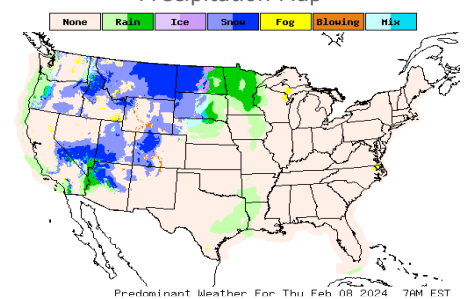 Precipitation Map
None Rain Ice Snow Fog Blowing Mix
Predominant Weather For Thu Feb 08 2024 7AM EST